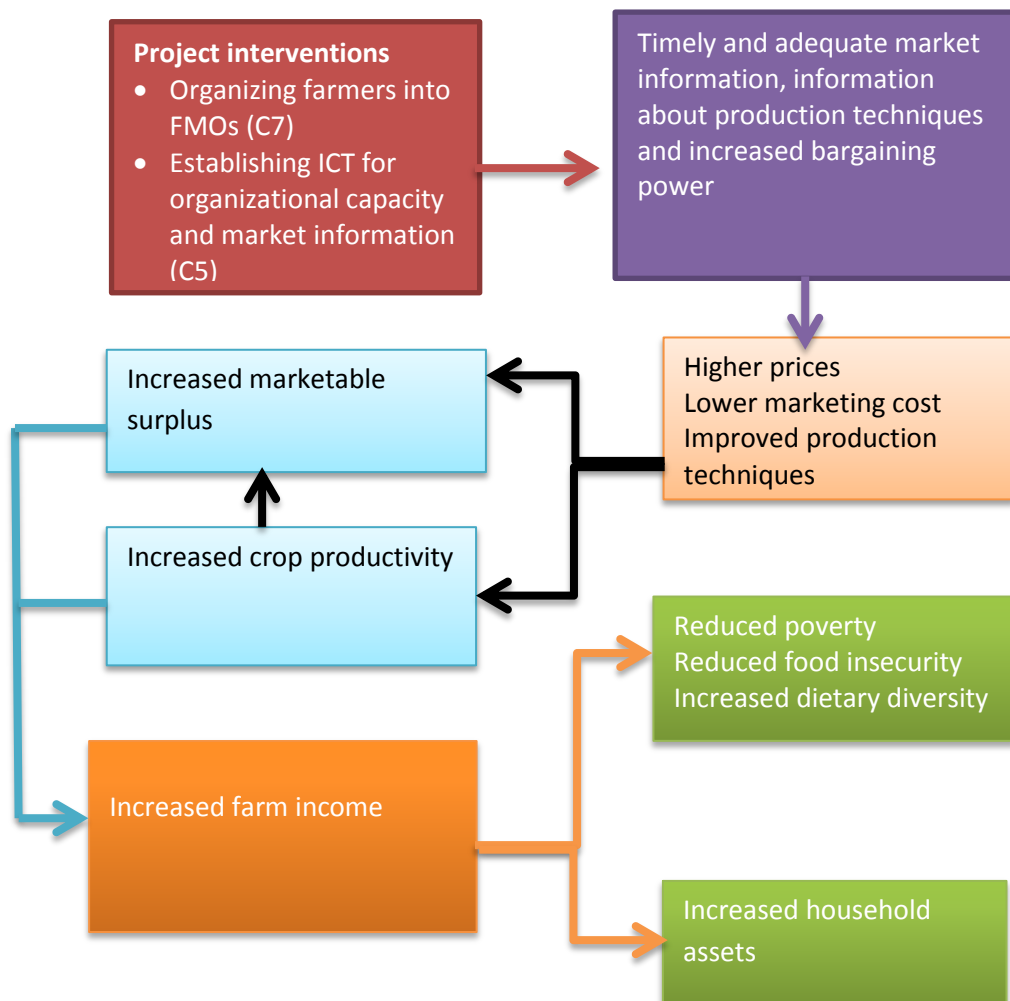 Project interventions
• Organizing farmers into
FMOs (C7)
• Establishing ICT for
organizational capacity
and market information
(C5)
Timely and adequate market
information, information
about production techniques
and increased bargaining
power
Higher prices
Lower marketing cost
Improved production
techniques
Increased marketable
surplus
Increased crop productivity
Reduced poverty
Reduced food insecurity
Increased dietary diversity
Increased farm income
Increased household
assets